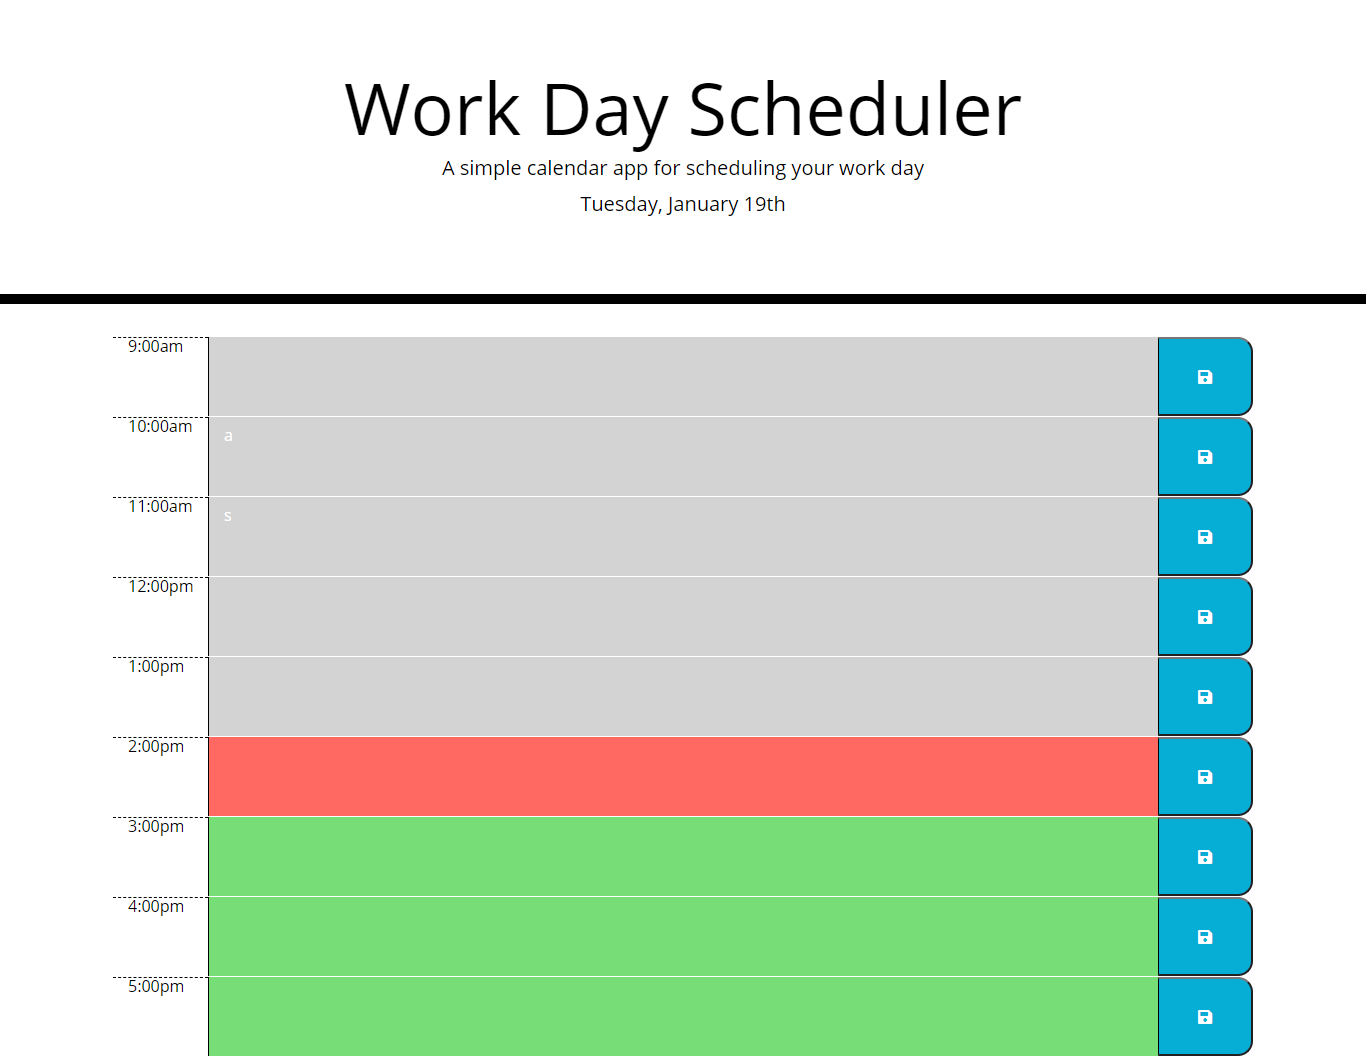 Work Day Scheduler
A simple calendar app for scheduling your work day
Tuesday, January 19th
9:00am
10:00am a
11:00am s
12:00pm
1:00pm
2:00pm
3:00pm
4:00pm
5:00pm